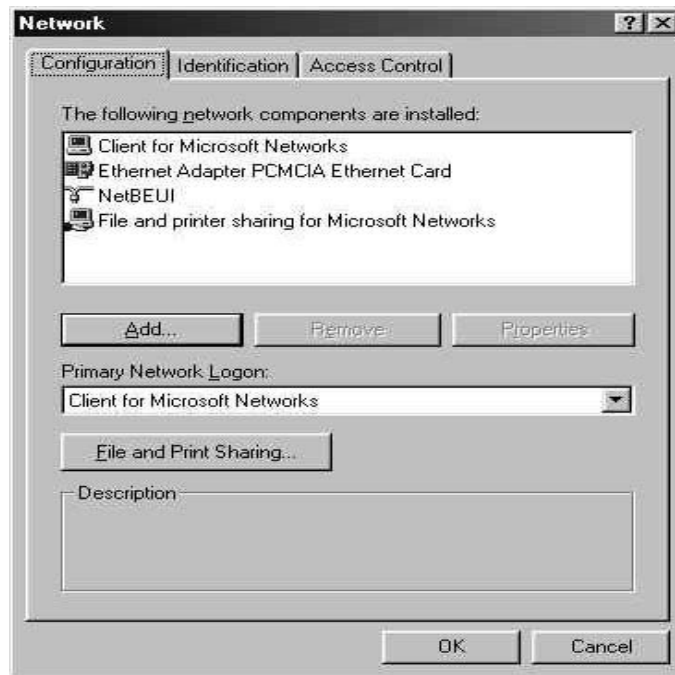 Network
Configuration Identification Access Control
The following network components are installed:
Client for Microsoft Networks
Ethernet Adapter PCMCIA Ethernet Card
NetBEUI
File and printer sharing for Microsoft Networks
Add... Remove Properties
Primary Network Logon:
Client for Microsoft Networks
File and Print Sharing...
Description
OK Cancel